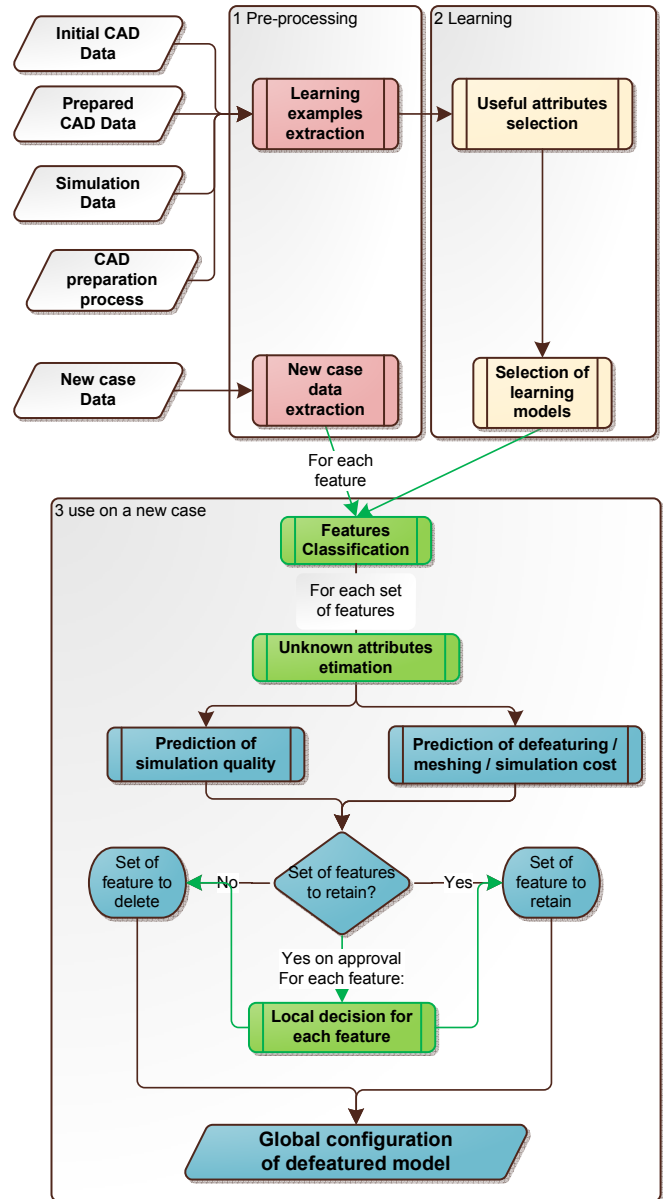 Initial CAD
Data
Prepared
CAD Data
Simulation
Data
CAD
preparation
process
New case
Data
1 Pre-processing
Learning
examples
extraction
New case
data
extraction
2 Learning
Useful attributes
selection
Selection of
learning
models
For each
feature
3 use on a new case
Features
Classification
For each set
of features
Unknown attributes
etimation
Prediction of
simulation quality
Prediction of defeaturing /
meshing / simulation cost
Set of
feature to
delete
No
Set of features
to retain?
Yes
Set of
feature to
retain
Yes on approval
For each feature:
Local decision for
each feature
Global configuration
of defeatured model